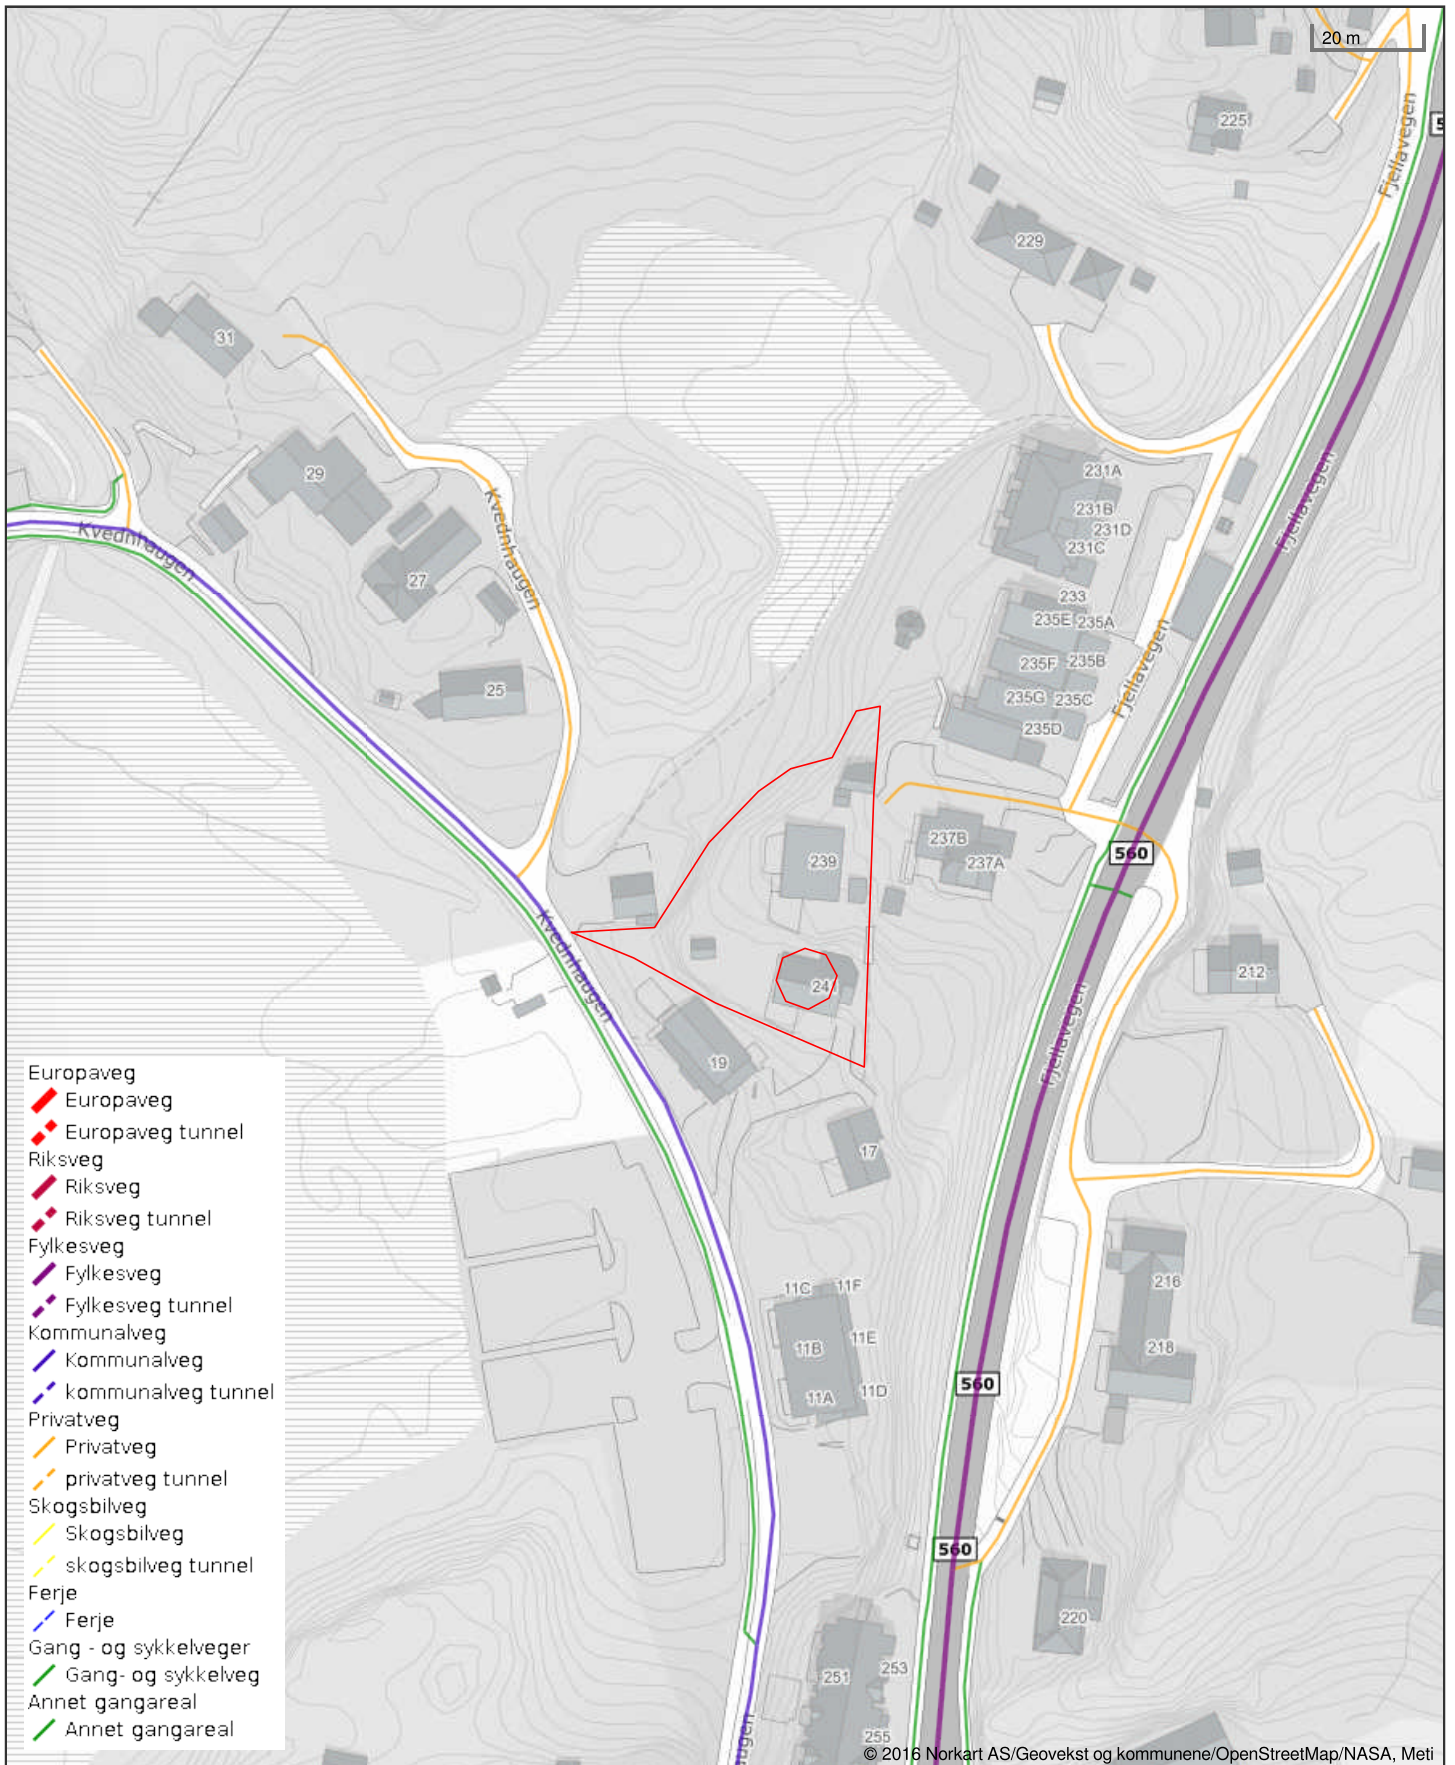 20 m
225
5
Fjellavegen
229
31
231A
29
231B
231D
231C
Kvednhaugen
Fjellavegen
Kvednhaugen
27
233
235E 235A
235F 235B
Fjellavegen
25
235G 235C
235D
237B
239
237A
560
Kvednhaugen
212
24
Fjellavegen
19
17
Europaveg
Europaveg
Europaveg tunnel
Riksveg
Riksveg
Riksveg tunnel
Fylkesveg
Fylkesveg
Fylkesveg tunnel
Kommunalveg
Kommunalveg
kommunalveg tunnel
Privatveg
Privatveg
privatveg tunnel
Skogsbilveg
Skogsbilveg
skogsbilveg tunnel
Ferje
Ferje
Gang - og sykkelveger
Gang- og sykkelveg
Annet gangareal
Annet gangareal
11C 11F
216
11E
11B
218
11A 11D
560
560
220
251 253
255
augen
© 2016 Norkart AS/Geovekst og kommunene/OpenStreetMap/NASA, Meti